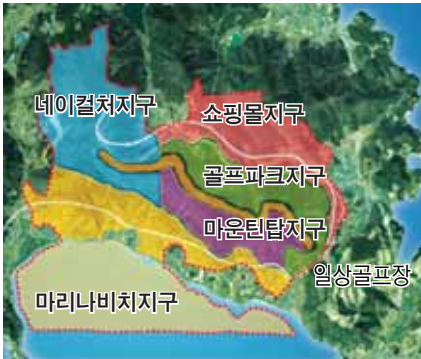 네이컬처지구
쇼핑몰지구
골프파크지구
마운틴탑지구
일상골프장
마리나비치지구